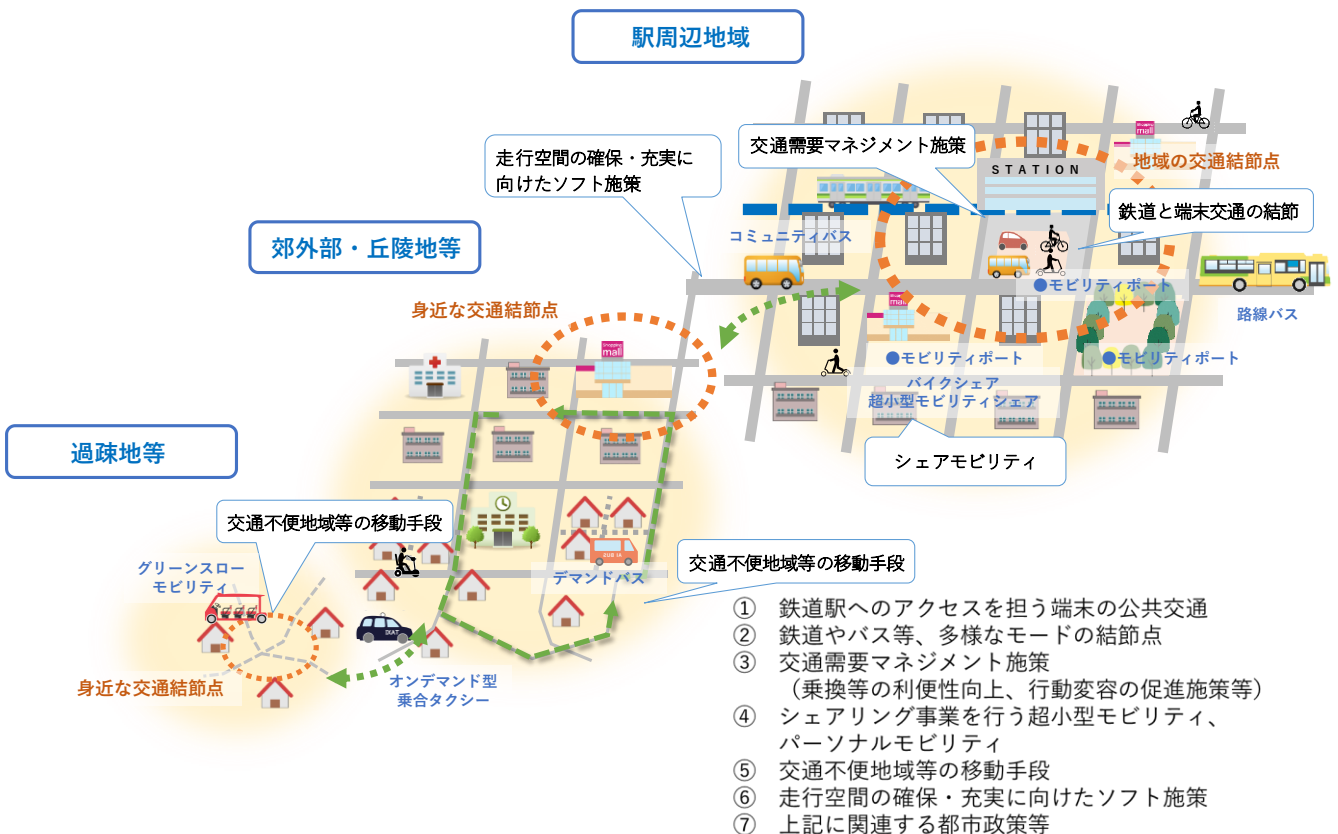 駅周辺地域
走行空間の確保・充実に
向けたソフト施策
交通需要マネジメント施策
Shopping
mall
地域の交通結節点
STATION
鉄道と端末交通の結節
コミュニティバス
郊外部・丘陵地等
●モビリティポート
路線バス
身近な交通結節点
Shopping
mall
mall
●モビリティポート
●モビリティポート
バイクシェア
超小型モビリティシェア
シェアモビリティ
過疎地等
交通不便地域等の移動手段
グリーンスロー
モビリティ
デマンドバス
交通不便地域等の移動手段
身近な交通結節点
オンデマンド型
乗合タクシー
① 鉄道駅へのアクセスを担う端末の公共交通
② 鉄道やバス等、多様なモードの結節点
③ 交通需要マネジメント施策
（乗換等の利便性向上、行動変容の促進施策等）
④ シェアリング事業を行う超小型モビリティ、
パーソナルモビリティ
⑤ 交通不便地域等の移動手段
⑥ 走行空間の確保・充実に向けたソフト施策
⑦ 上記に関連する都市政策等